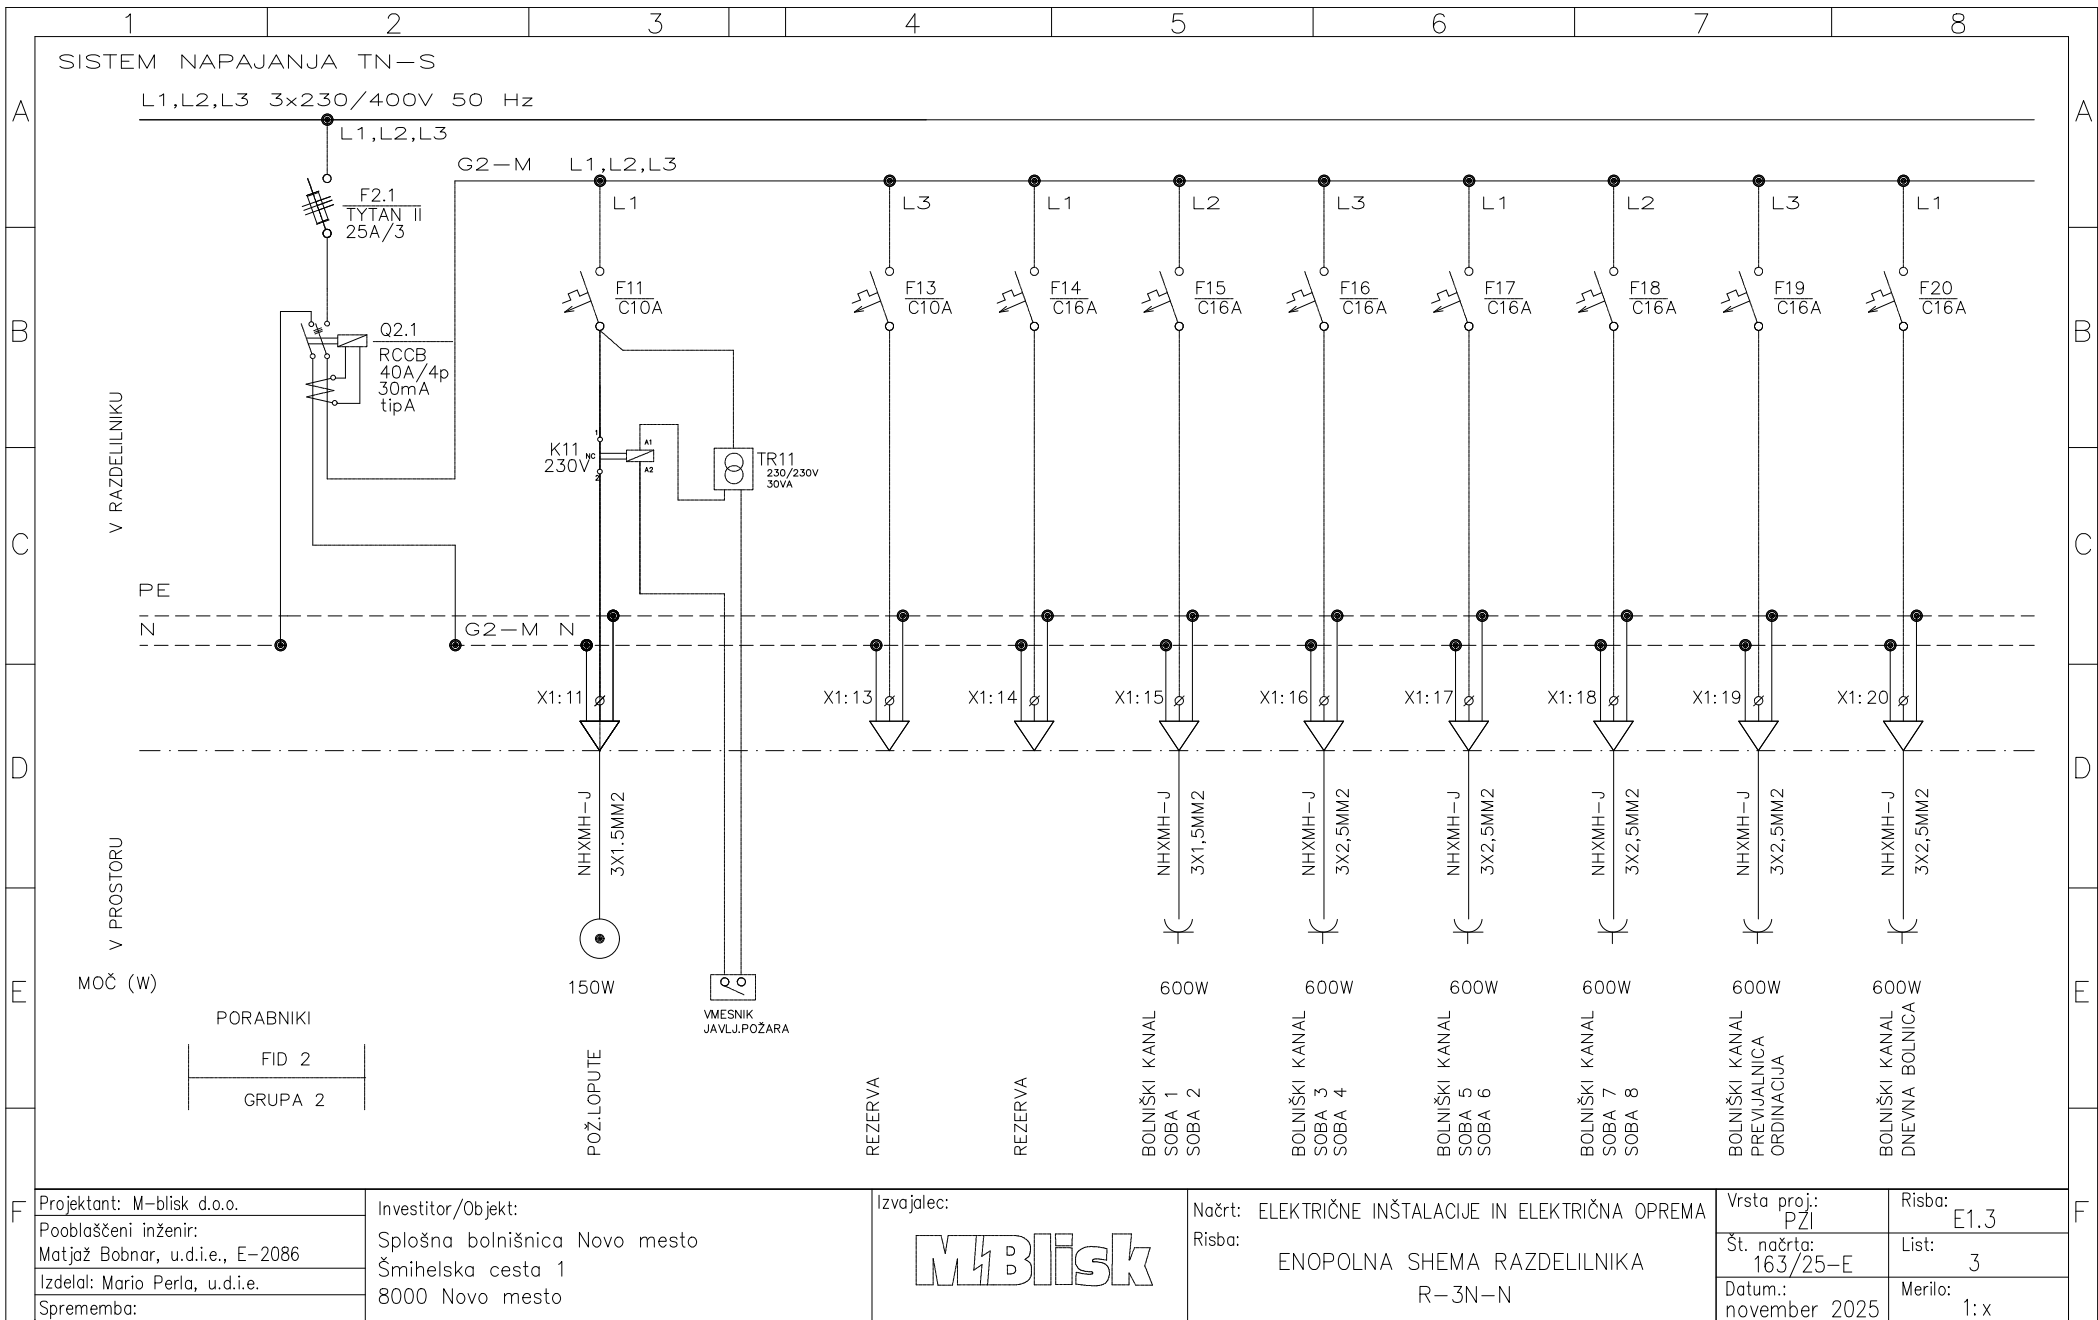 1 2 3 4 5 6 7 8
SISTEM NAPAJANJA TN-S
A A
L1,L2,L3 3x230/400V 50 Hz
L1,L2,L3
G2-M L1,L2,L3
L1 L3 L1 L2 L3 L1 L2 L3 L1
F2.1
TYTAN II
25A/3
F11
C10A
F13
C10A
F14
C16A
F15
C16A
F16
C16A
F17
C16A
F18
C16A
F19
C16A
F20
C16A
B B
Q2.1
RCCB
40A/4p
30mA
tipA
V RAZDELILNIKU
K11
230V
1
NC
2
A1
A2
TR11
230/230V
30VA
C C
PE
N
G2-M N
X1:11 X1:13 X1:14 X1:15 X1:16 X1:17 X1:18 X1:19 X1:20
D D
V PROSTORU
NHXMH-J
3X1.5MM2
NHXMH-J
3X1,5MM2
NHXMH-J
3X2,5MM2
NHXMH-J
3X2,5MM2
NHXMH-J
3X2,5MM2
NHXMH-J
3X2,5MM2
NHXMH-J
3X2,5MM2
E E
MOČ (W)
150W 600W 600W 600W 600W 600W 600W
VMESNIK
JAVLJ.POŽARA
PORABNIKI
FID 2
GRUPA 2
POŽ.LOPUTE
REZERVA
REZERVA
BOLNIŠKI KANAL
SOBA 1
SOBA 2
BOLNIŠKI KANAL
SOBA 3
SOBA 4
BOLNIŠKI KANAL
SOBA 5
SOBA 6
BOLNIŠKI KANAL
SOBA 7
SOBA 8
BOLNIŠKI KANAL
PREVIJALNICA
ORDINACIJA
BOLNIŠKI KANAL
DNEVNA BOLNICA
F F
Projektant: M-blisk d.o.o.
Pooblaščeni inženir:
Matjaž Bobnar, u.d.i.e., E-2086
Izdelal: Mario Perla, u.d.i.e.
Sprememba:
Investitor/Objekt:
Splošna bolnišnica Novo mesto
Šmihelska cesta 1
8000 Novo mesto
Izvajalec:
MBlisk
Načrt: ELEKTRIČNE INŠTALACIJE IN ELEKTRIČNA OPREMA
Risba:
ENOPOLNA SHEMA RAZDELILNIKA
R-3N-N
Vrsta proj.:
PZI
Št. načrta:
163/25-E
Datum.:
november 2025
Risba:
E1.3
List:
3
Merilo:
1:x